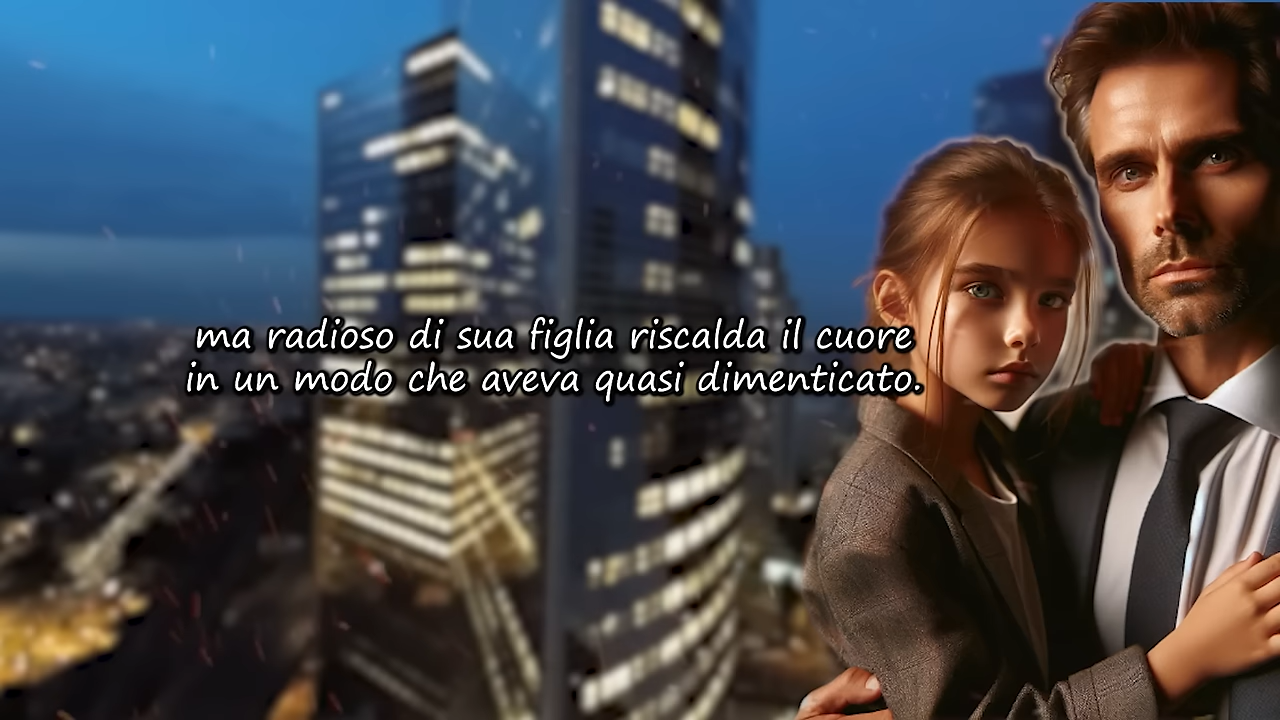 ma radioso di sua figlia riscalda il cuore
in un modo che aveva quasi dimenticato.